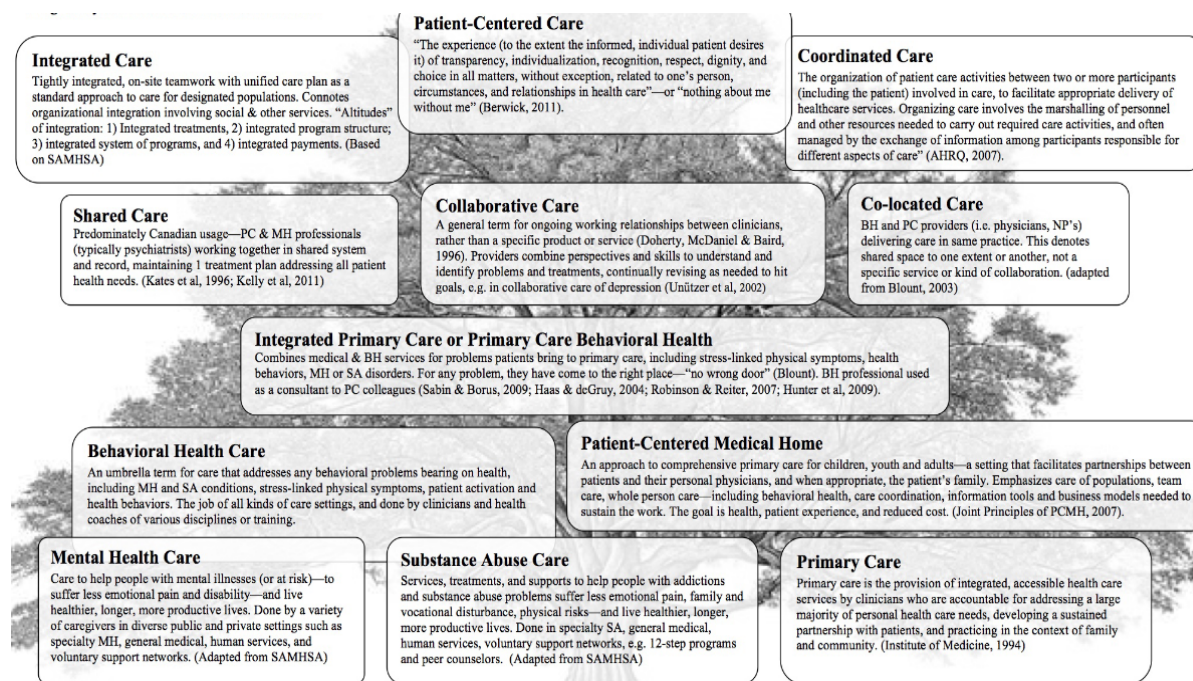 Patient-Centered Care
“The experience (to the extent the informed, individual patient desires
it) of transparency, individualization, recognition, respect, dignity, and
choice in all matters, without exception, related to one’s person,
circumstances, and relationships in health care”—or “nothing about me
without me” (Berwick, 2011).
Integrated Care
Tightly integrated, on-site teamwork with unified care plan as a
standard approach to care for designated populations. Connotes
organizational integration involving social & other services. “Altitudes”
of integration: 1) Integrated treatments, 2) integrated program structure;
3) integrated system of programs, and 4) integrated payments. (Based
on SAMHSA)
Coordinated Care
The organization of patient care activities between two or more participants
(including the patient) involved in care, to facilitate appropriate delivery of
healthcare services. Organizing care involves the marshalling of personnel
and other resources needed to carry out required care activities, and often
managed by the exchange of information among participants responsible for
different aspects of care” (AHRQ, 2007).
Shared Care
Predominately Canadian usage—PC & MH professionals
(typically psychiatrists) working together in shared system
and record, maintaining 1 treatment plan addressing all patient
health needs. (Kates et al, 1996; Kelly et al, 2011)
Collaborative Care
A general term for ongoing working relationships between clinicians,
rather than a specific product or service (Doherty, McDaniel & Baird,
1996). Providers combine perspectives and skills to understand and
identify problems and treatments, continually revising as needed to hit
goals, e.g. in collaborative care of depression (Unützer et al, 2002)
Co-located Care
BH and PC providers (i.e. physicians, NP’s)
delivering care in same practice. This denotes
shared space to one extent or another, not a
specific service or kind of collaboration. (adapted
from Blount, 2003)
Integrated Primary Care or Primary Care Behavioral Health
Combines medical & BH services for problems patients bring to primary care, including stress-linked physical symptoms, health
behaviors, MH or SA disorders. For any problem, they have come to the right place—“no wrong door” (Blount). BH professional used
as a consultant to PC colleagues (Sabin & Borus, 2009; Haas & deGruy, 2004; Robinson & Reiter, 2007; Hunter et al, 2009).
Behavioral Health Care
An umbrella term for care that addresses any behavioral problems bearing on health,
including MH and SA conditions, stress-linked physical symptoms, patient activation and
health behaviors. The job of all kinds of care settings, and done by clinicians and health
coaches of various disciplines or training.
Patient-Centered Medical Home
An approach to comprehensive primary care for children, youth and adults—a setting that facilitates partnerships between
patients and their personal physicians, and when appropriate, the patient’s family. Emphasizes care of populations, team
care, whole person care—including behavioral health, care coordination, information tools and business models needed to
sustain the work. The goal is health, patient experience, and reduced cost. (Joint Principles of PCMH, 2007).
Mental Health Care
Care to help people with mental illnesses (or at risk)—to
suffer less emotional pain and disability—and live
healthier, longer, more productive lives. Done by a variety
of caregivers in diverse public and private settings such as
specialty MH, general medical, human services, and
voluntary support networks. (Adapted from SAMHSA)
Substance Abuse Care
Services, treatments, and supports to help people with addictions
and substance abuse problems suffer less emotional pain, family and
vocational disturbance, physical risks—and live healthier, longer,
more productive lives. Done in specialty SA, general medical,
human services, voluntary support networks, e.g. 12-step programs
and peer counselors. (Adapted from SAMHSA)
Primary Care
Primary care is the provision of integrated, accessible health care
services by clinicians who are accountable for addressing a large
majority of personal health care needs, developing a sustained
partnership with patients, and practicing in the context of family
and community. (Institute of Medicine, 1994)